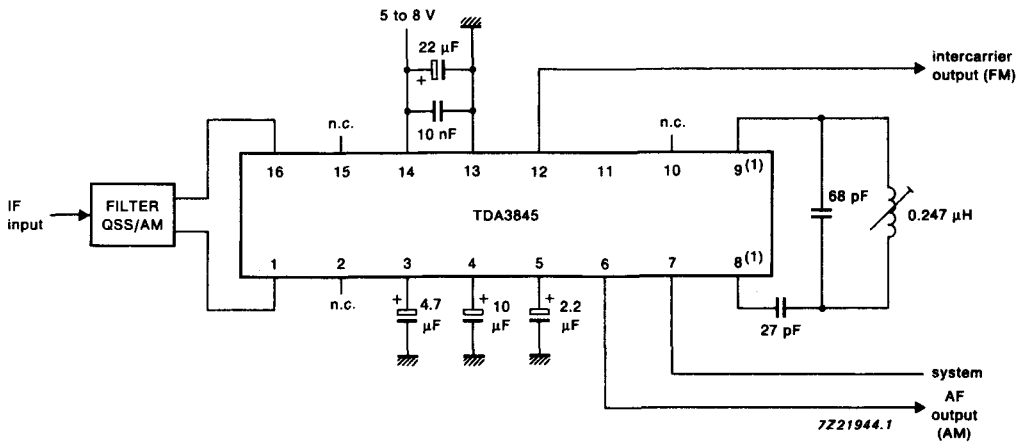 5 to 8 V
22 µF
+
10 nF
intercarrier
output (FM)
n.c.
n.c.
16
15
14
13
12
11
10
9(1)
IF
input
FILTER
QSS/AM
TDA3845
68 pF
0.247 µH
1
2
3
4
5
6
7
8(1)
n.c.
+
4.7
µF
+
10
µF
+
2.2
µF
27 pF
system
AF
output
(AM)
7Z21944.1